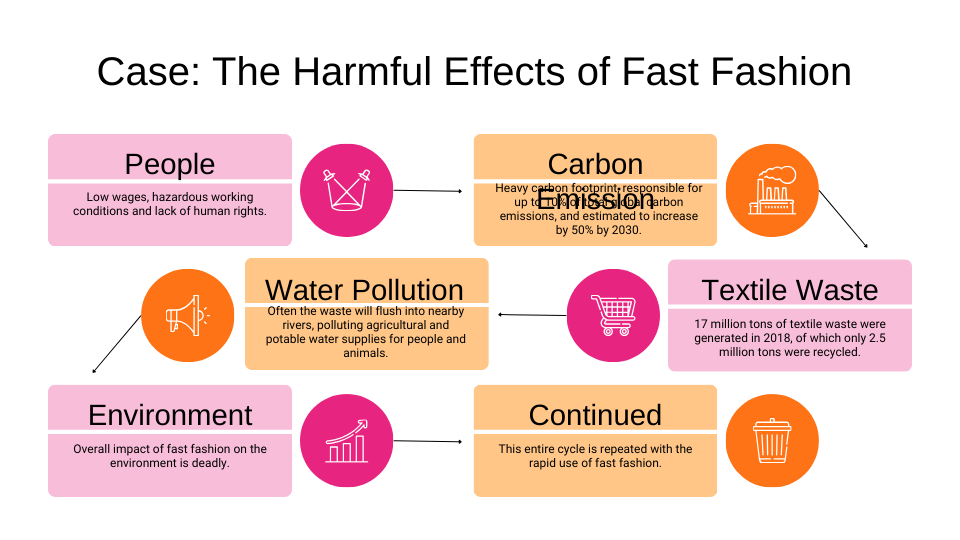 Case: The Harmful Effects of Fast Fashion
People
Low wages, hazardous working
conditions and lack of human rights.
Carbon
Emission
Heavy carbon footprint, responsible for
up to 10% of total global carbon
emissions, and estimated to increase
by 50% by 2030.
Textile Waste
17 million tons of textile waste were
generated in 2018, of which only 2.5
million tons were recycled.
Water Pollution
Often the waste will flush into nearby
rivers, polluting agricultural and
potable water supplies for people and
animals.
Environment
Overall impact of fast fashion on the
environment is deadly.
Continued
This entire cycle is repeated with the
rapid use of fast fashion.